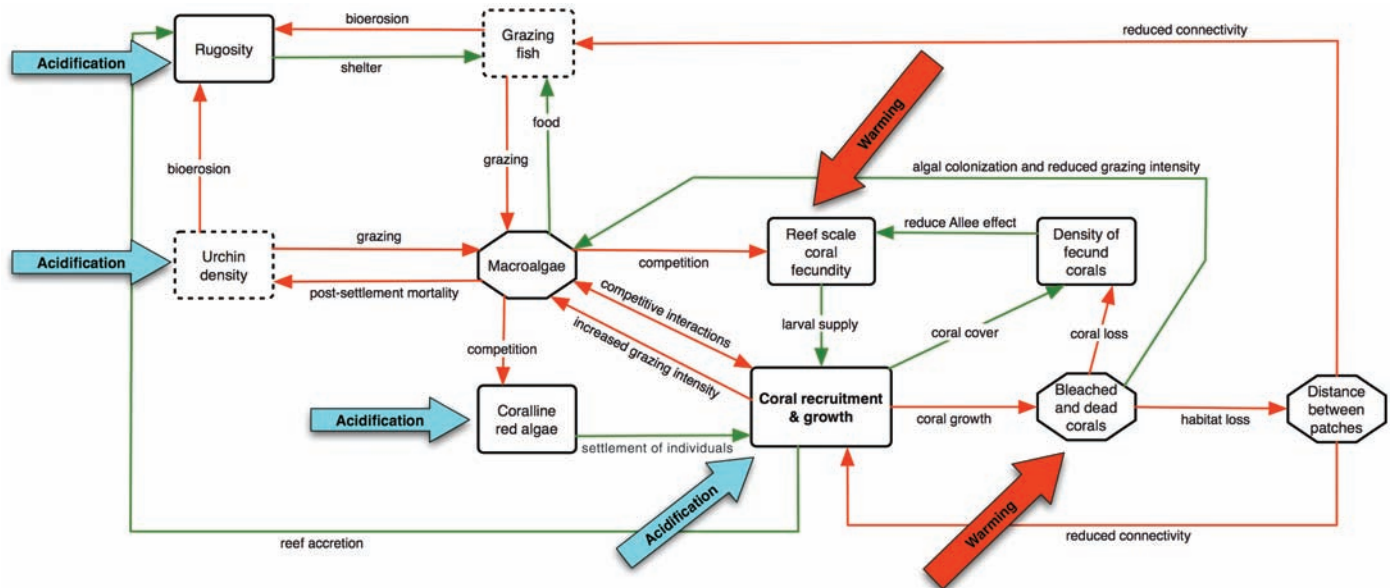 bioerosion
Grazing
fish
reduced connectivity
Rugosity
Acidification
shelter
Warming
food
grazing
bioerosion
algal colonization and reduced grazing intensity
Acidification
Urchin
density
grazing
post-settlement mortality
Macroalgae
competition
Reef scale
coral
fecundity
reduce Allee effect
Density of
fecund
corals
competitive interactions
increased grazing intensity
larval supply
coral cover
coral loss
competition
Acidification
Coralline
red algae
settlement of individuals
Coral recruitment
& growth
coral growth
Bleached
and dead
corals
habitat loss
Distance
between
patches
Acidification
Warming
reef accretion
reduced connectivity